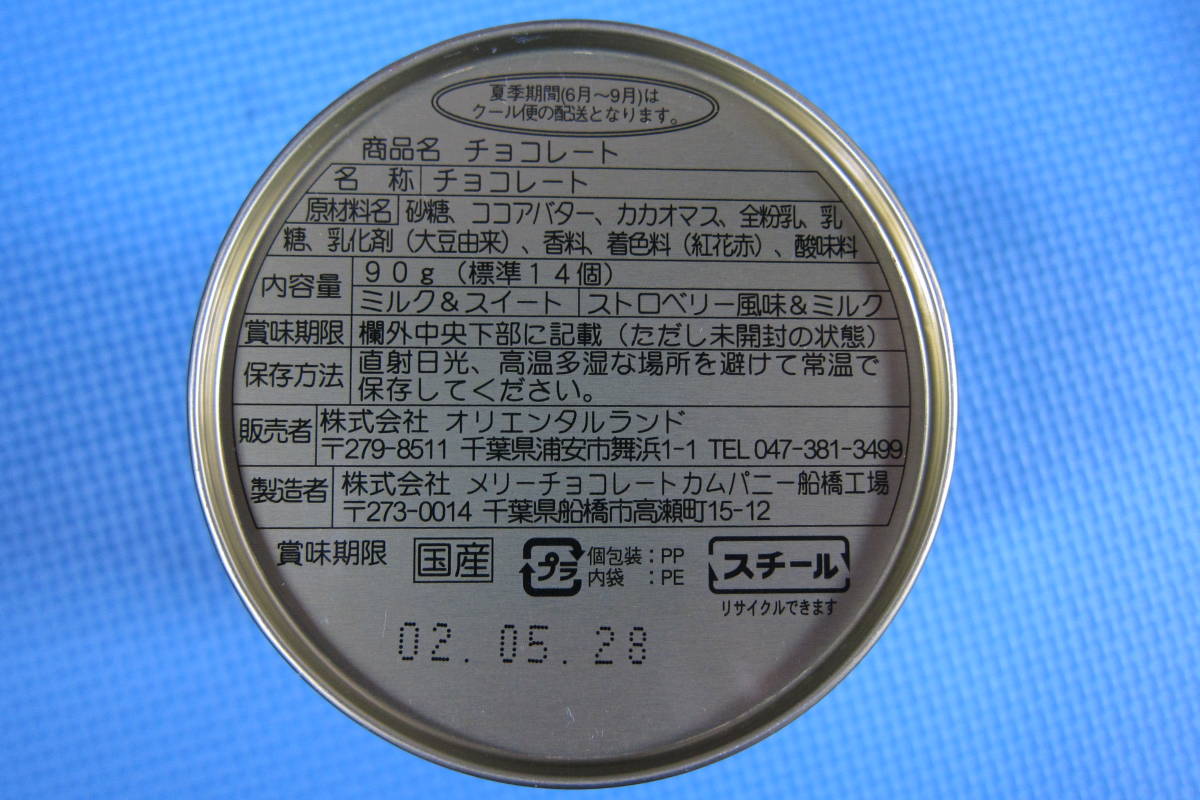 夏季期間(6月～9月)は
クール便の配送となります。
商品名 チョコレート
名 称 チョコレート
原材料名 砂糖、ココアバター、カカオマス、全粉乳、乳
糖、乳化剤（大豆由来）、香料、着色料（紅花赤）、酸味料
内容量 90g（標準14個）
ミルク＆スイート ストロベリー風味＆ミルク
賞味期限 欄外中央下部に記載（ただし未開封の状態）
保存方法 直射日光、高温多湿な場所を避けて常温で
保存してください。
販売者 株式会社 オリエンタルランド
〒279-8511 千葉県浦安市舞浜1-1 TEL 047-381-3499
製造者 株式会社 メリーチョコレートカムパニー船橋工場
〒273-0014 千葉県船橋市高瀬町15-12
賞味期限 国産 プラ 個包装：PP スチール
内袋 ：PE
リサイクルできます
02.05.28